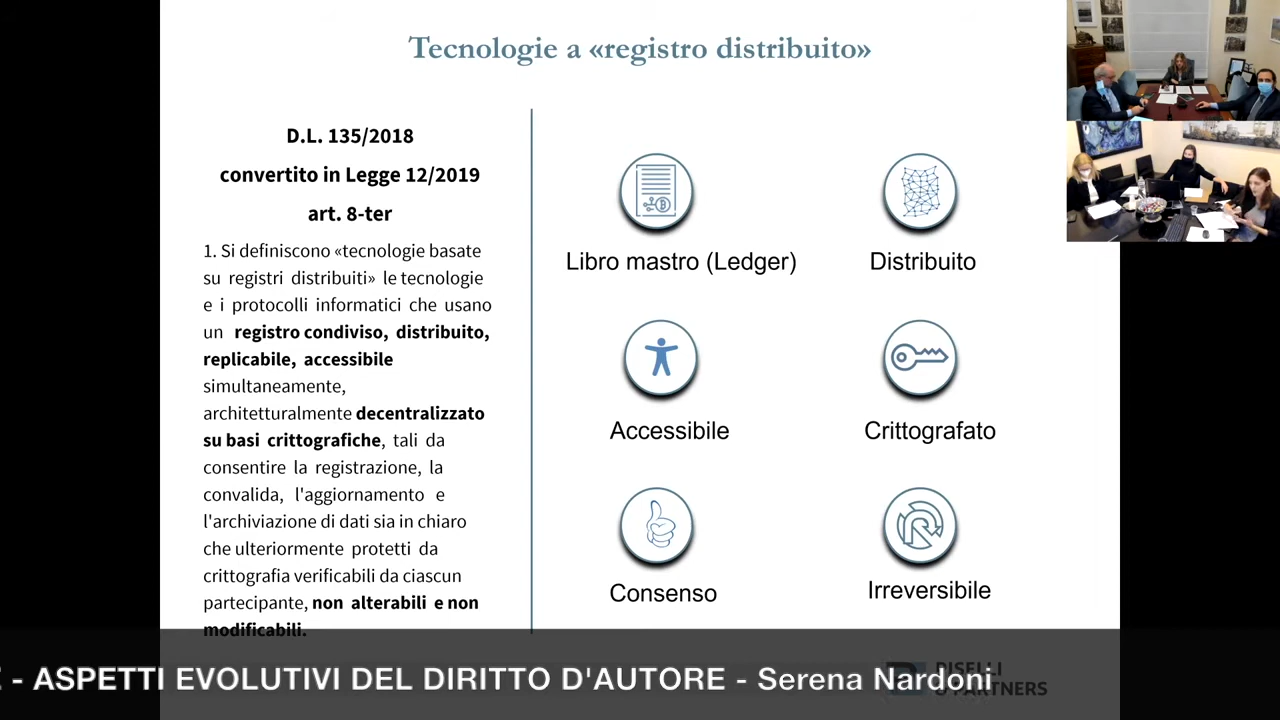 Tecnologie a «registro distribuito»
D.L. 135/2018
convertito in Legge 12/2019
art. 8-ter
1. Si definiscono «tecnologie basate
su registri distribuiti» le tecnologie
e i protocolli informatici che usano
un registro condiviso, distribuito,
replicabile, accessibile
simultaneamente,
architetturalmente decentralizzato
su basi crittografiche, tali da
consentire la registrazione, la
convalida, l'aggiornamento e
l'archiviazione di dati sia in chiaro
che ulteriormente protetti da
crittografia verificabili da ciascun
partecipante, non alterabili e non
modificabili.
Libro mastro (Ledger)
Distribuito
Accessibile
Crittografato
Consenso
Irreversibile
- ASPETTI EVOLUTIVI DEL DIRITTO D'AUTORE - Serena Nardoni
DISELLI
& PARTNERS